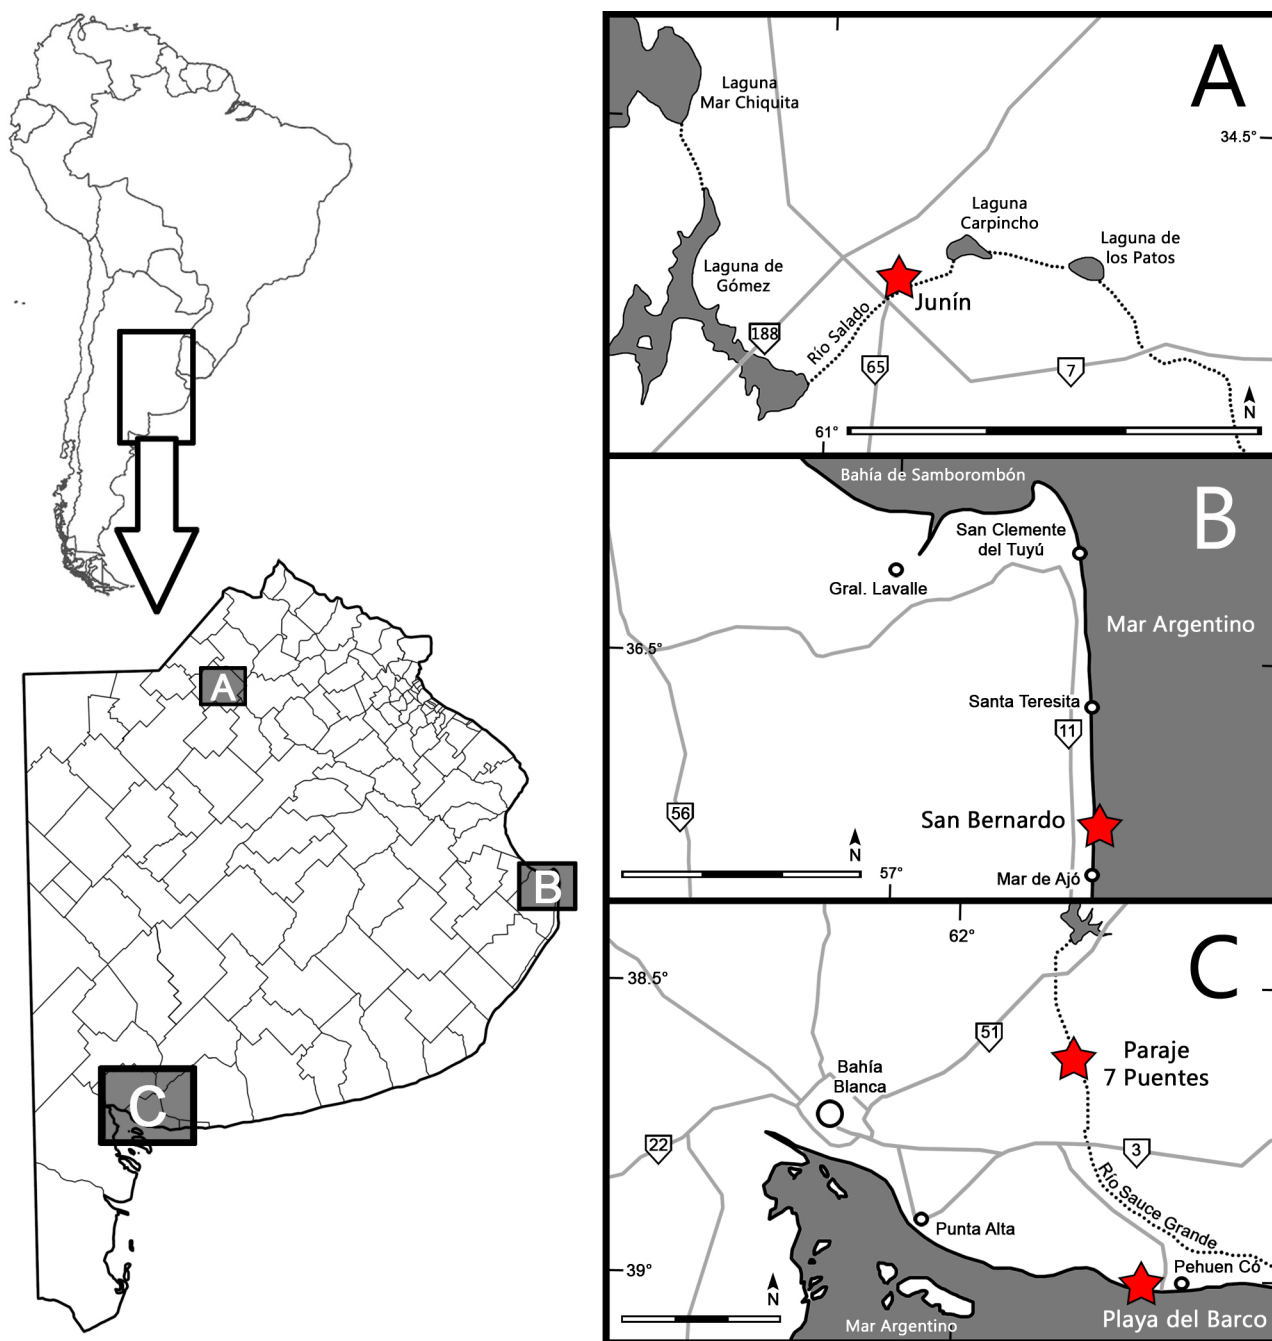 A
B
C
A
Laguna
Mar Chiquita
34.5°
Laguna
Carpincho
Laguna de
los Patos
Laguna de
Gómez
Junín
Río Salado
188
65
7
N
61°
Bahía de Samborombón
B
San Clemente
del Tuyú
Gral. Lavalle
Mar Argentino
36.5°
Santa Teresita
11
56
San Bernardo
N
57°
Mar de Ajó
62°
C
38.5°
51
Paraje
7 Puentes
Bahía
Blanca
22
3
Río Sauce Grande
Punta Alta
39°
Pehuen Có
N
Playa del Barco
Mar Argentino